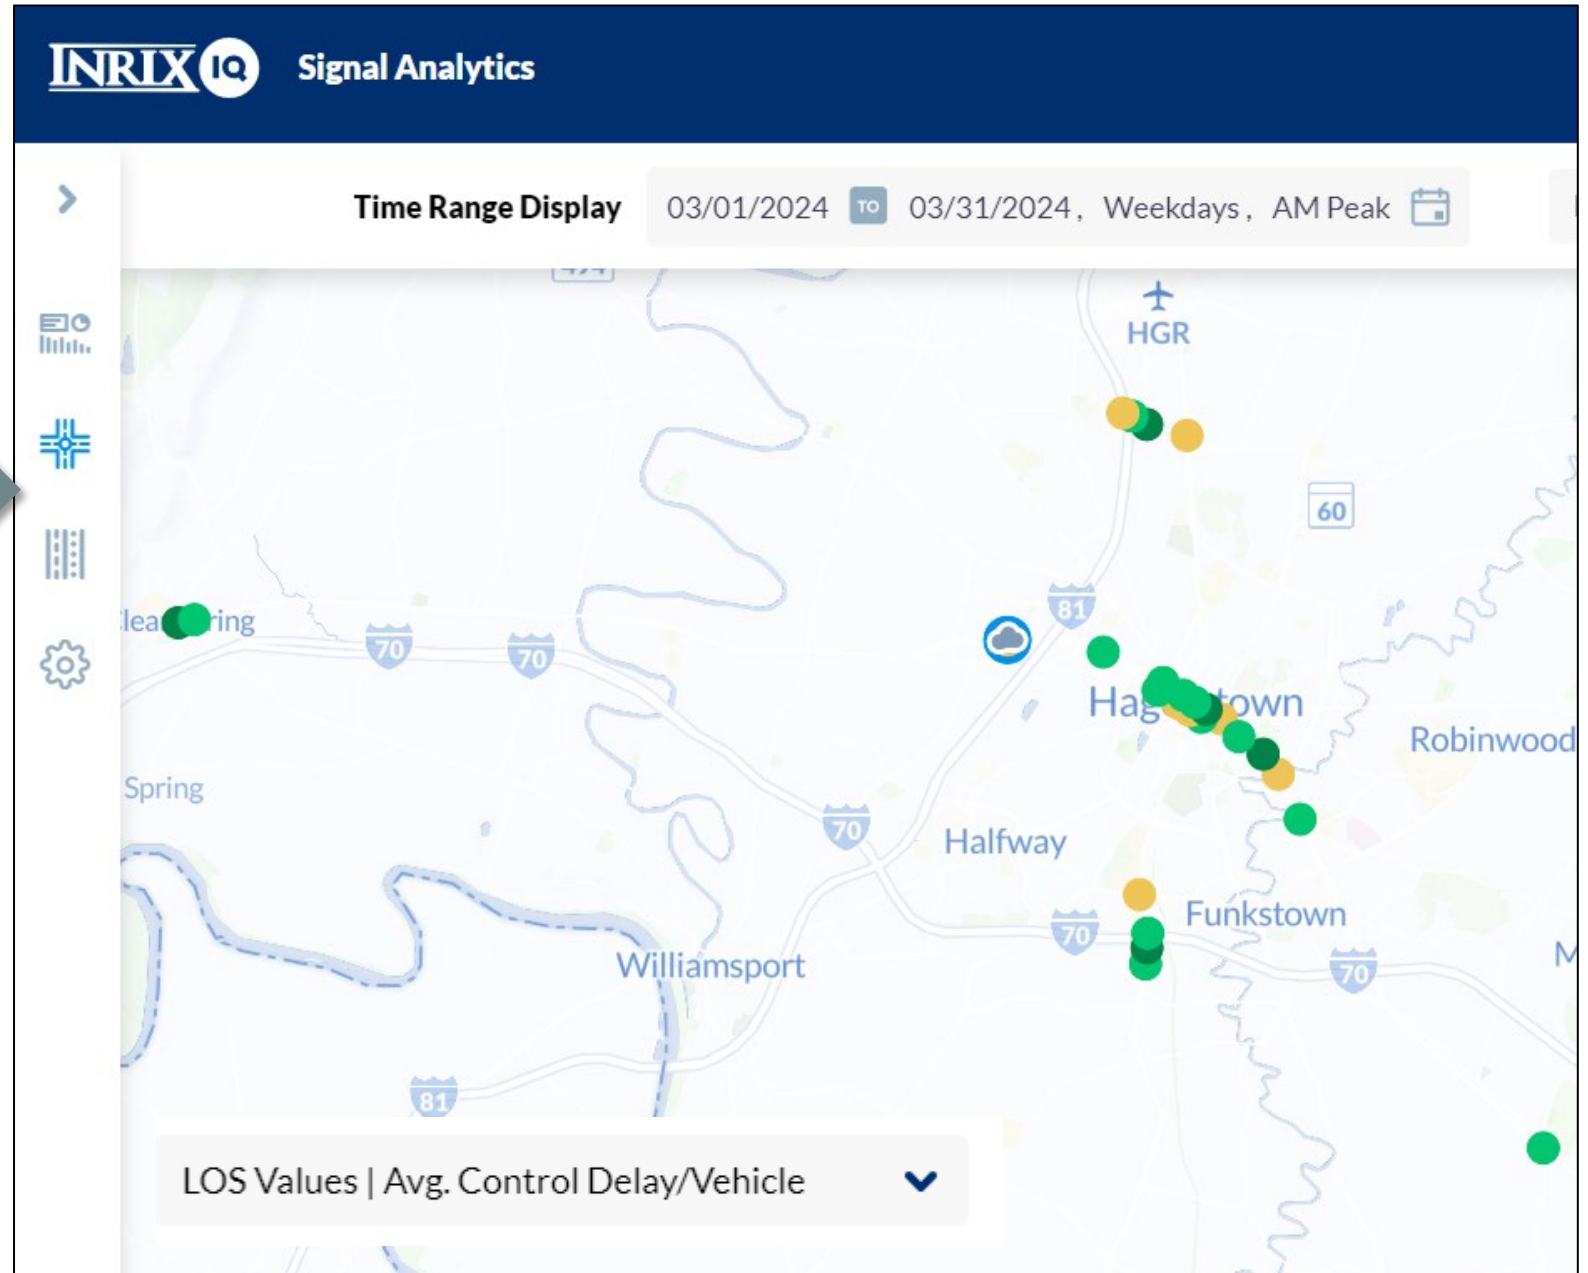 INRIX IQ Signal Analytics
Time Range Display 03/01/2024 TO 03/31/2024, Weekdays, AM Peak
HGR
60
81
lea ring
70
70
Hag town
Robinwood
Spring
70
Halfway
Funkstown
70
Williamsport
70
M
81
LOS Values | Avg. Control Delay/Vehicle